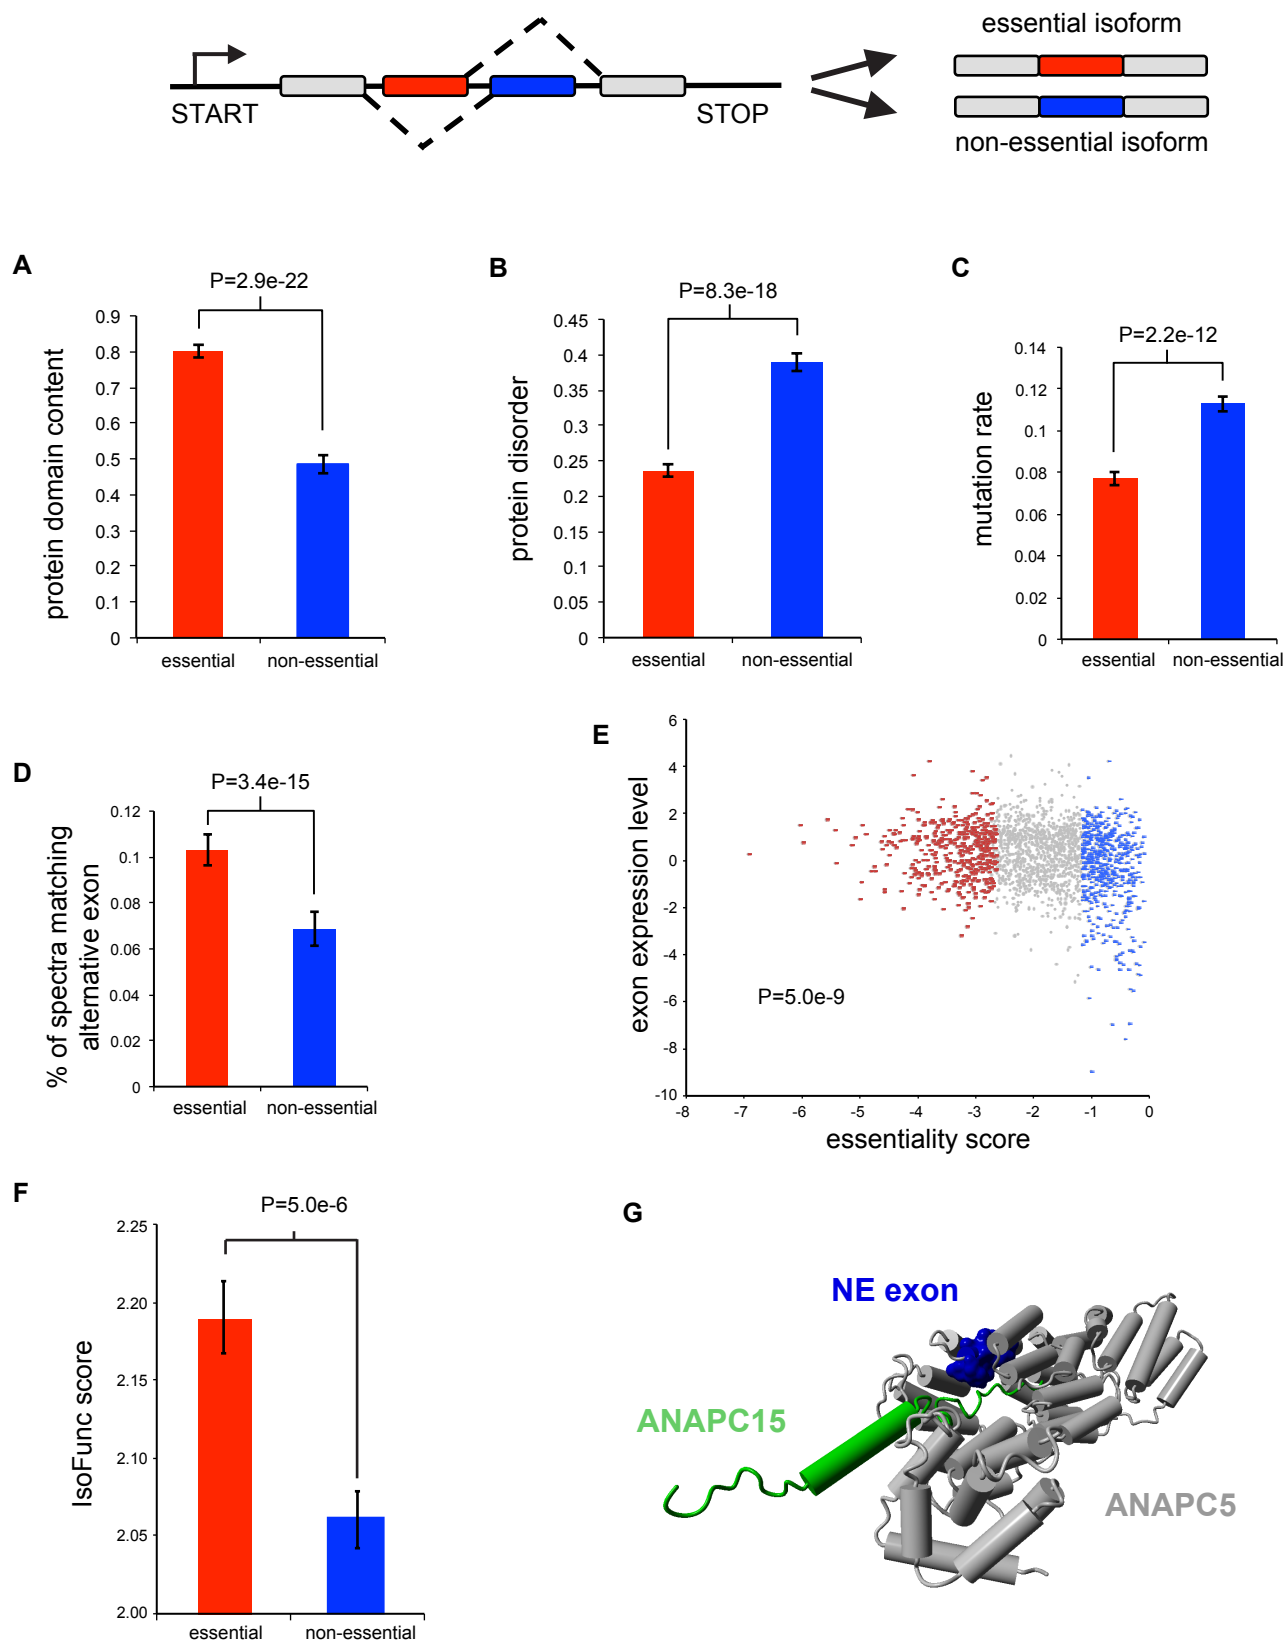 essential isoform
START
STOP
non-essential isoform
A
P=2.9e-22
protein domain content
0.9
0.8
0.7
0.6
0.5
0.4
0.3
0.2
0.1
0
essential
non-essential
B
P=8.3e-18
protein disorder
0.45
0.4
0.35
0.3
0.25
0.2
0.15
0.1
0.05
0
essential
non-essential
C
P=2.2e-12
mutation rate
0.14
0.12
0.1
0.08
0.06
0.04
0.02
0
essential
non-essential
D
P=3.4e-15
% of spectra matching
alternative exon
0.12
0.1
0.08
0.06
0.04
0.02
0
essential
non-essential
E
exon expression level
6
4
2
0
-2
-4
-6
-8
-10
P=5.0e-9
-8
-7
-6
-5
-4
-3
-2
-1
0
essentiality score
F
P=5.0e-6
IsoFunc score
2.25
2.20
2.15
2.10
2.05
2.00
essential
non-essential
G
NE exon
ANAPC15
ANAPC5